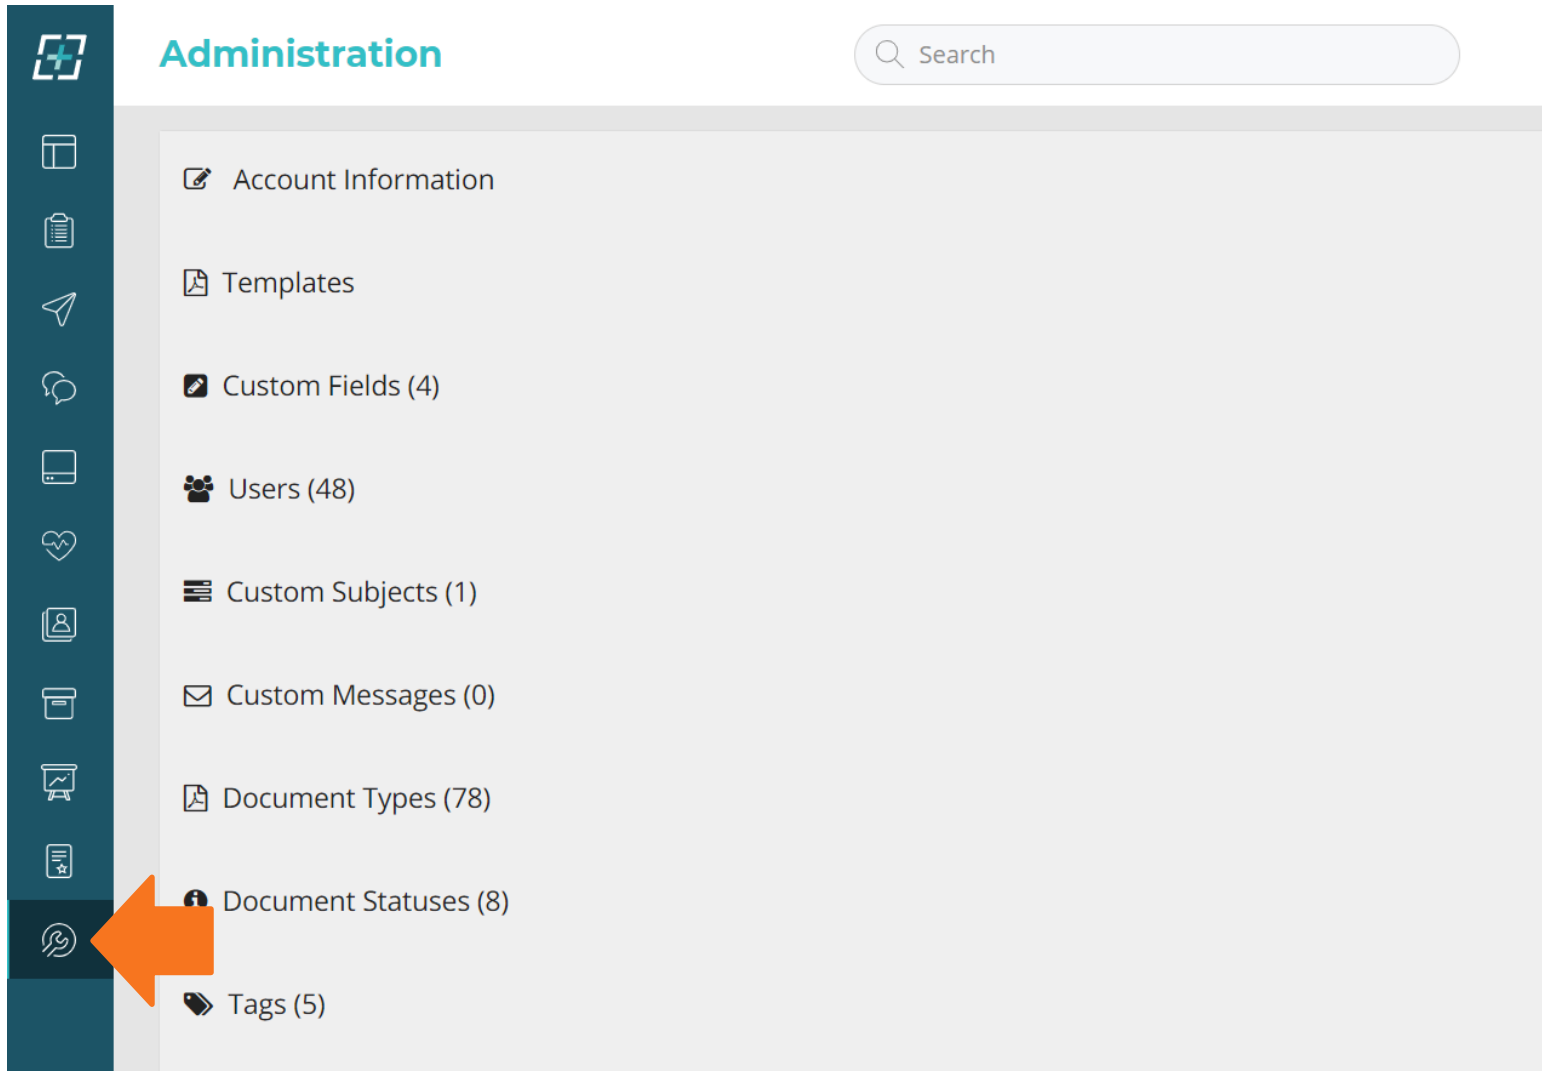 Administration
Search
Account Information
Templates
Custom Fields (4)
Users (48)
Custom Subjects (1)
Custom Messages (0)
Document Types (78)
Document Statuses (8)
Tags (5)